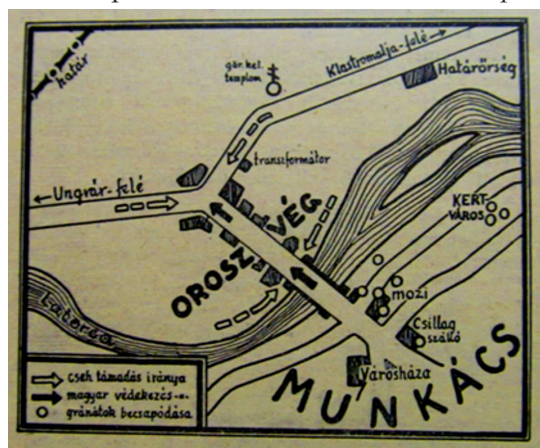 határ
gör. kel.
templom
Klastromalja-felé →
Határőrség
transzformátor
← Ungvár-felé
KERT-
VÁROS
OROSZ VÉG
mozi
Latorca
Csillag
szálló
Városháza
MUNKÁCS
cseh támadás iránya
magyar védekezés -"-
gránátok becsapódása